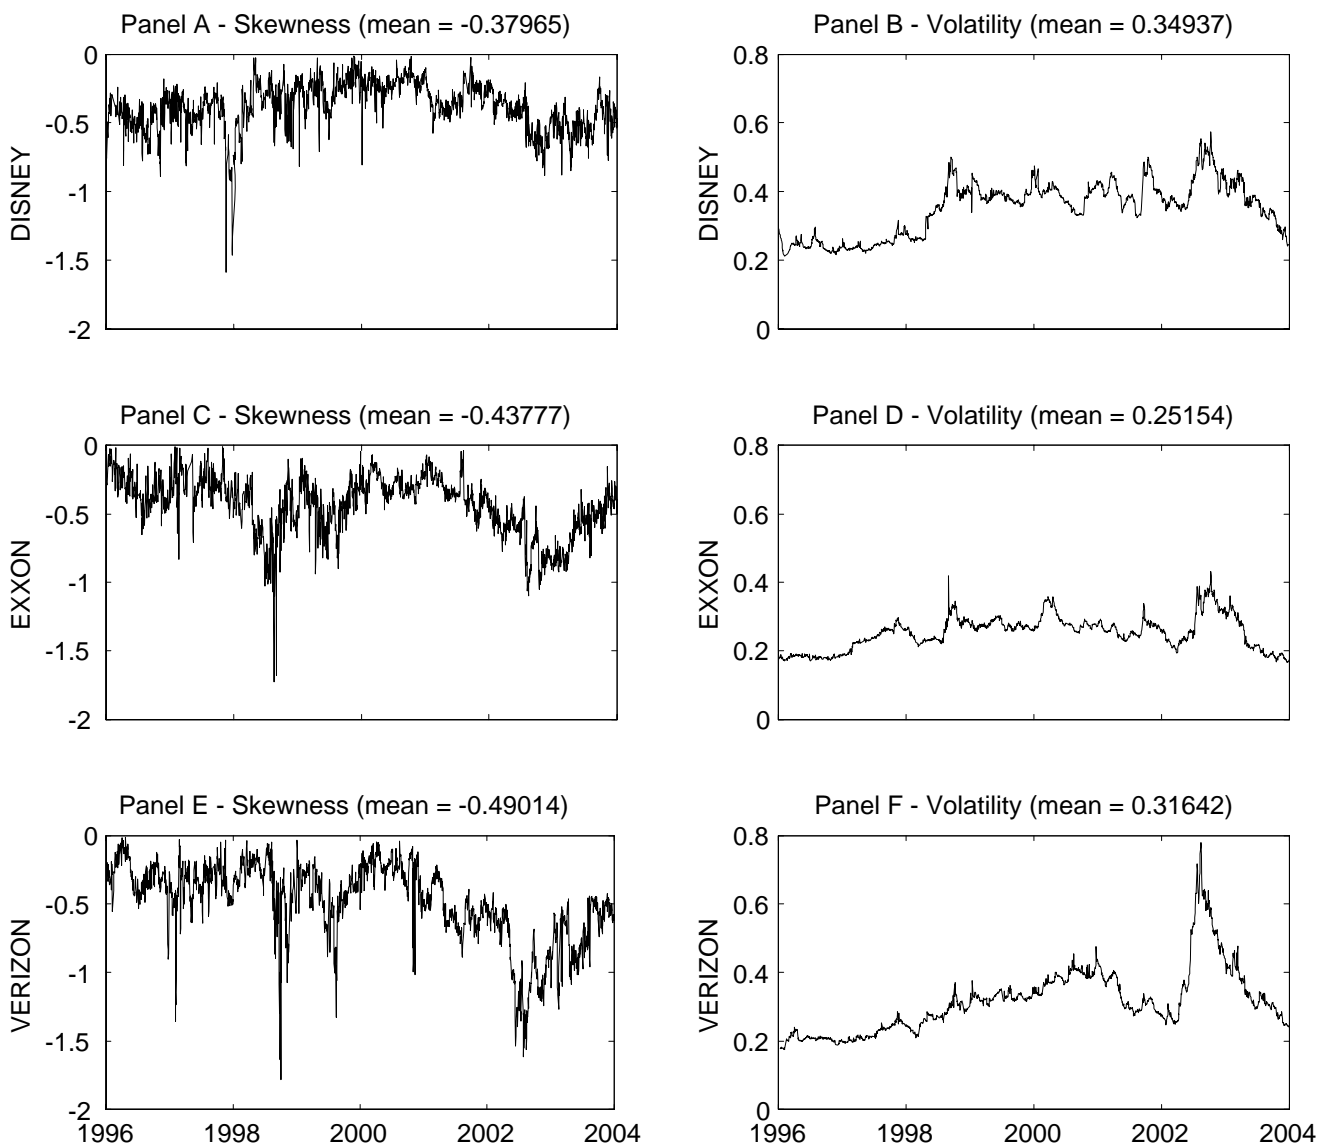 Panel A - Skewness (mean = -0.37965)
Panel B - Volatility (mean = 0.34937)
0
-0.5
-1
-1.5
-2
DISNEY
0.8
0.6
0.4
0.2
0
DISNEY
Panel C - Skewness (mean = -0.43777)
Panel D - Volatility (mean = 0.25154)
0
-0.5
-1
-1.5
-2
EXXON
0.8
0.6
0.4
0.2
0
EXXON
Panel E - Skewness (mean = -0.49014)
Panel F - Volatility (mean = 0.31642)
0
-0.5
-1
-1.5
-2
VERIZON
0.8
0.6
0.4
0.2
0
VERIZON
1996 1998 2000 2002 2004
1996 1998 2000 2002 2004